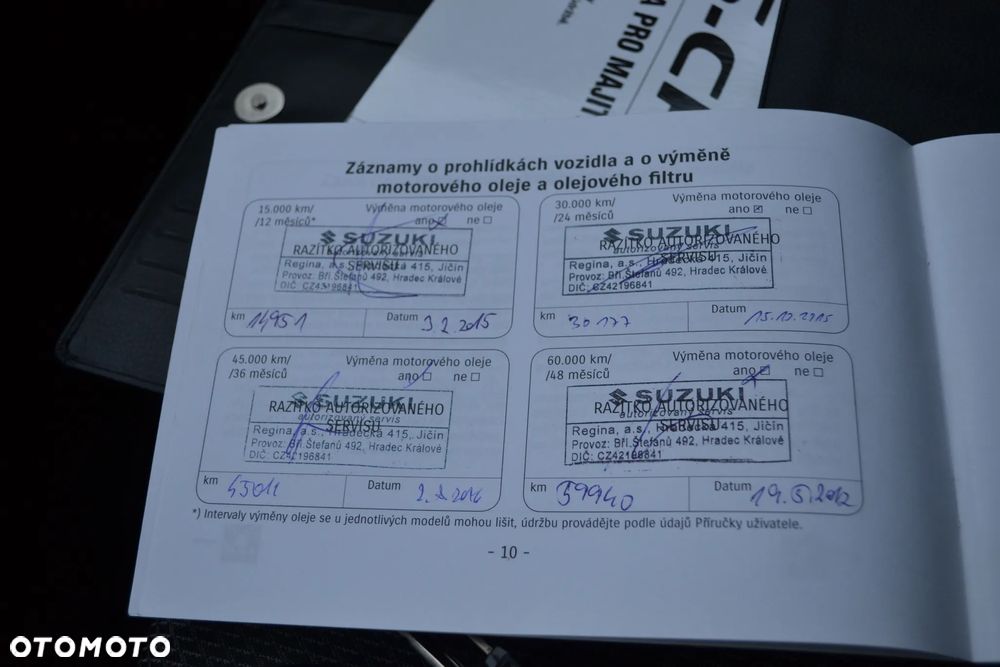 A PRO MAJIT
Záznamy o prohlídkách vozidla a o výměně
motorového oleje a olejového filtru
15.000 km/
/12 měsíců*
Výměna motorového oleje
ano ☒ ne ☐
SUZUKI
autorizovaný servis
RAZÍTKO AUTORIZOVANÉHO
SERVISU
Regina, a.s., Hradecká 415, Jičín
Provoz: Bří.Štefanů 492, Hradec Králové
DIČ: CZ42196841
km 14951
Datum 3.2.2015
30.000 km/
/24 měsíců
Výměna motorového oleje
ano ☒ ne ☐
SUZUKI
autorizovaný servis
RAZÍTKO AUTORIZOVANÉHO
SERVISU
Regina, a.s., Hradecká 415, Jičín
Provoz: Bří.Štefanů 492, Hradec Králové
DIČ: CZ42196841
km 30177
Datum 15.10.2015
45.000 km/
/36 měsíců
Výměna motorového oleje
ano ☐ ne ☐
SUZUKI
autorizovaný servis
RAZÍTKO AUTORIZOVANÉHO
SERVISU
Regina, a.s., Hradecká 415, Jičín
Provoz: Bří.Štefanů 492, Hradec Králové
DIČ: CZ42196841
km 45011
Datum
60.000 km/
/48 měsíců
Výměna motorového oleje
ano ☒ ne ☐
SUZUKI
autorizovaný servis
RAZÍTKO AUTORIZOVANÉHO
SERVISU
Regina, a.s., Hradecká 415, Jičín
Provoz: Bří.Štefanů 492, Hradec Králové
DIČ: CZ42196841
km 59940
Datum
*) Intervaly výměny oleje se u jednotlivých modelů mohou lišit, údržbu provádějte podle údajů Příručky uživatele.
- 10 -
OTOMOTO